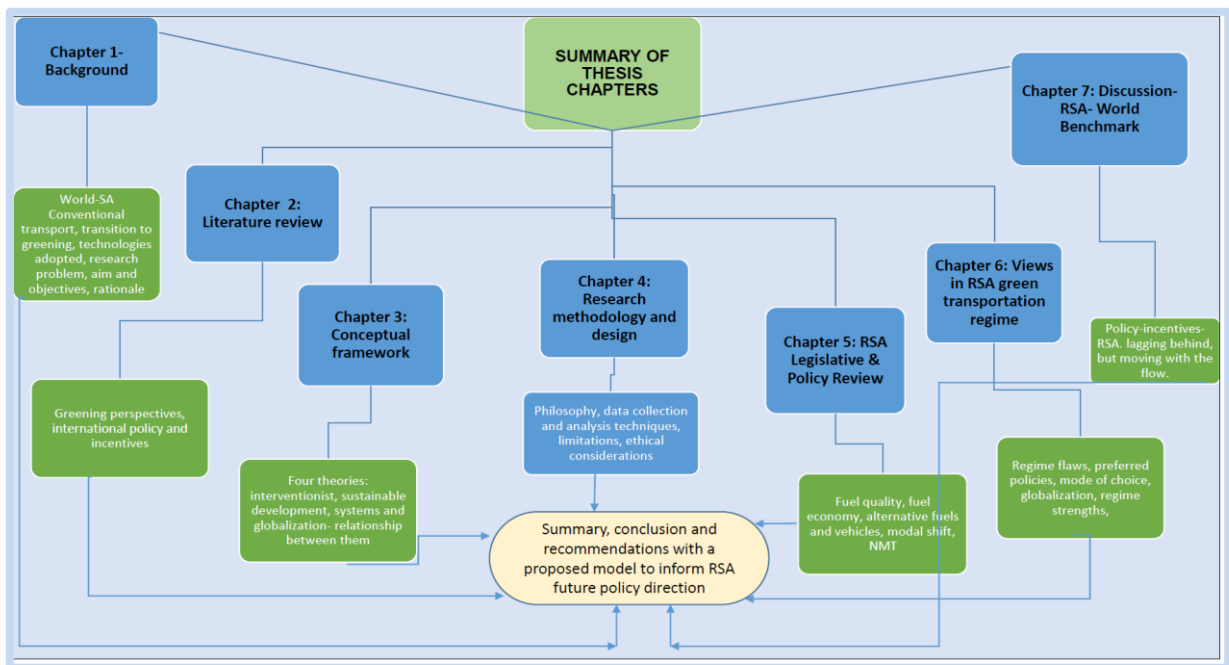 SUMMARY OF
THESIS
CHAPTERS
Chapter 1-
Background
World-SA
Conventional
transport, transition to
greening, technologies
adopted, research
problem, aim and
objectives, rationale
Chapter 2:
Literature review
Greening perspectives,
international policy and
incentives
Chapter 3:
Conceptual
framework
Four theories:
interventionist, sustainable
development, systems and
globalization- relationship
between them
Chapter 4:
Research
methodology and
design
Philosophy, data collection
and analysis techniques,
limitations, ethical
considerations
Chapter 5: RSA
Legislative &
Policy Review
Fuel quality, fuel
economy, alternative fuels
and vehicles, modal shift,
NMT
Chapter 6: Views
in RSA green
transportation
regime
Regime flaws, preferred
policies, mode of choice,
globalization, regime
strengths,
Chapter 7: Discussion-
RSA- World
Benchmark
Policy-incentives-
RSA. lagging behind,
but moving with the
flow.
Summary, conclusion and
recommendations with a
proposed model to inform RSA
future policy direction